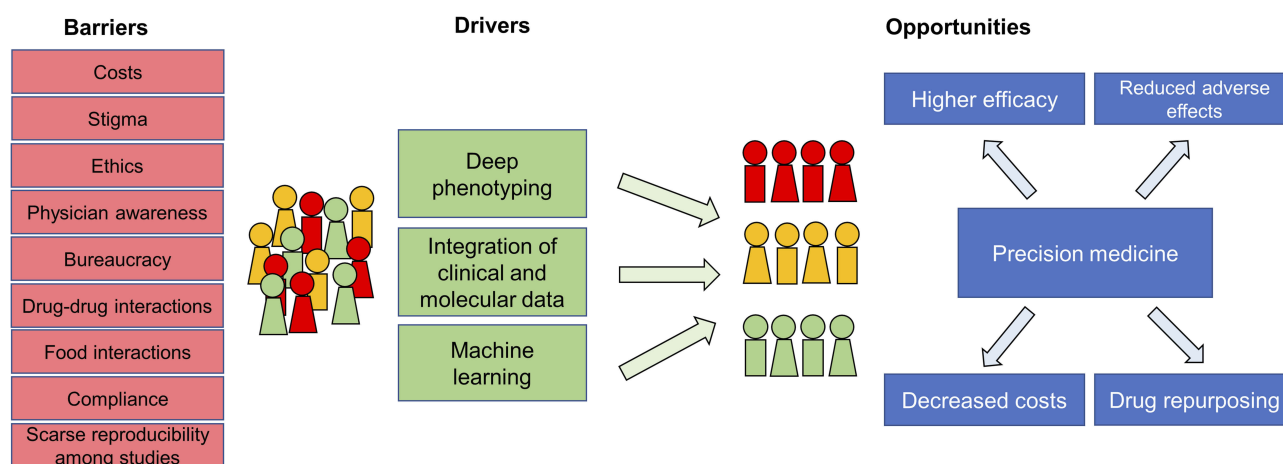 Barriers
Costs
Stigma
Ethics
Physician awareness
Bureaucracy
Drug-drug interactions
Food interactions
Compliance
Scarse reproducibility
among studies
Drivers
Deep
phenotyping
Integration of
clinical and
molecular data
Machine
learning
Opportunities
Higher efficacy
Reduced adverse
effects
Precision medicine
Decreased costs
Drug repurposing